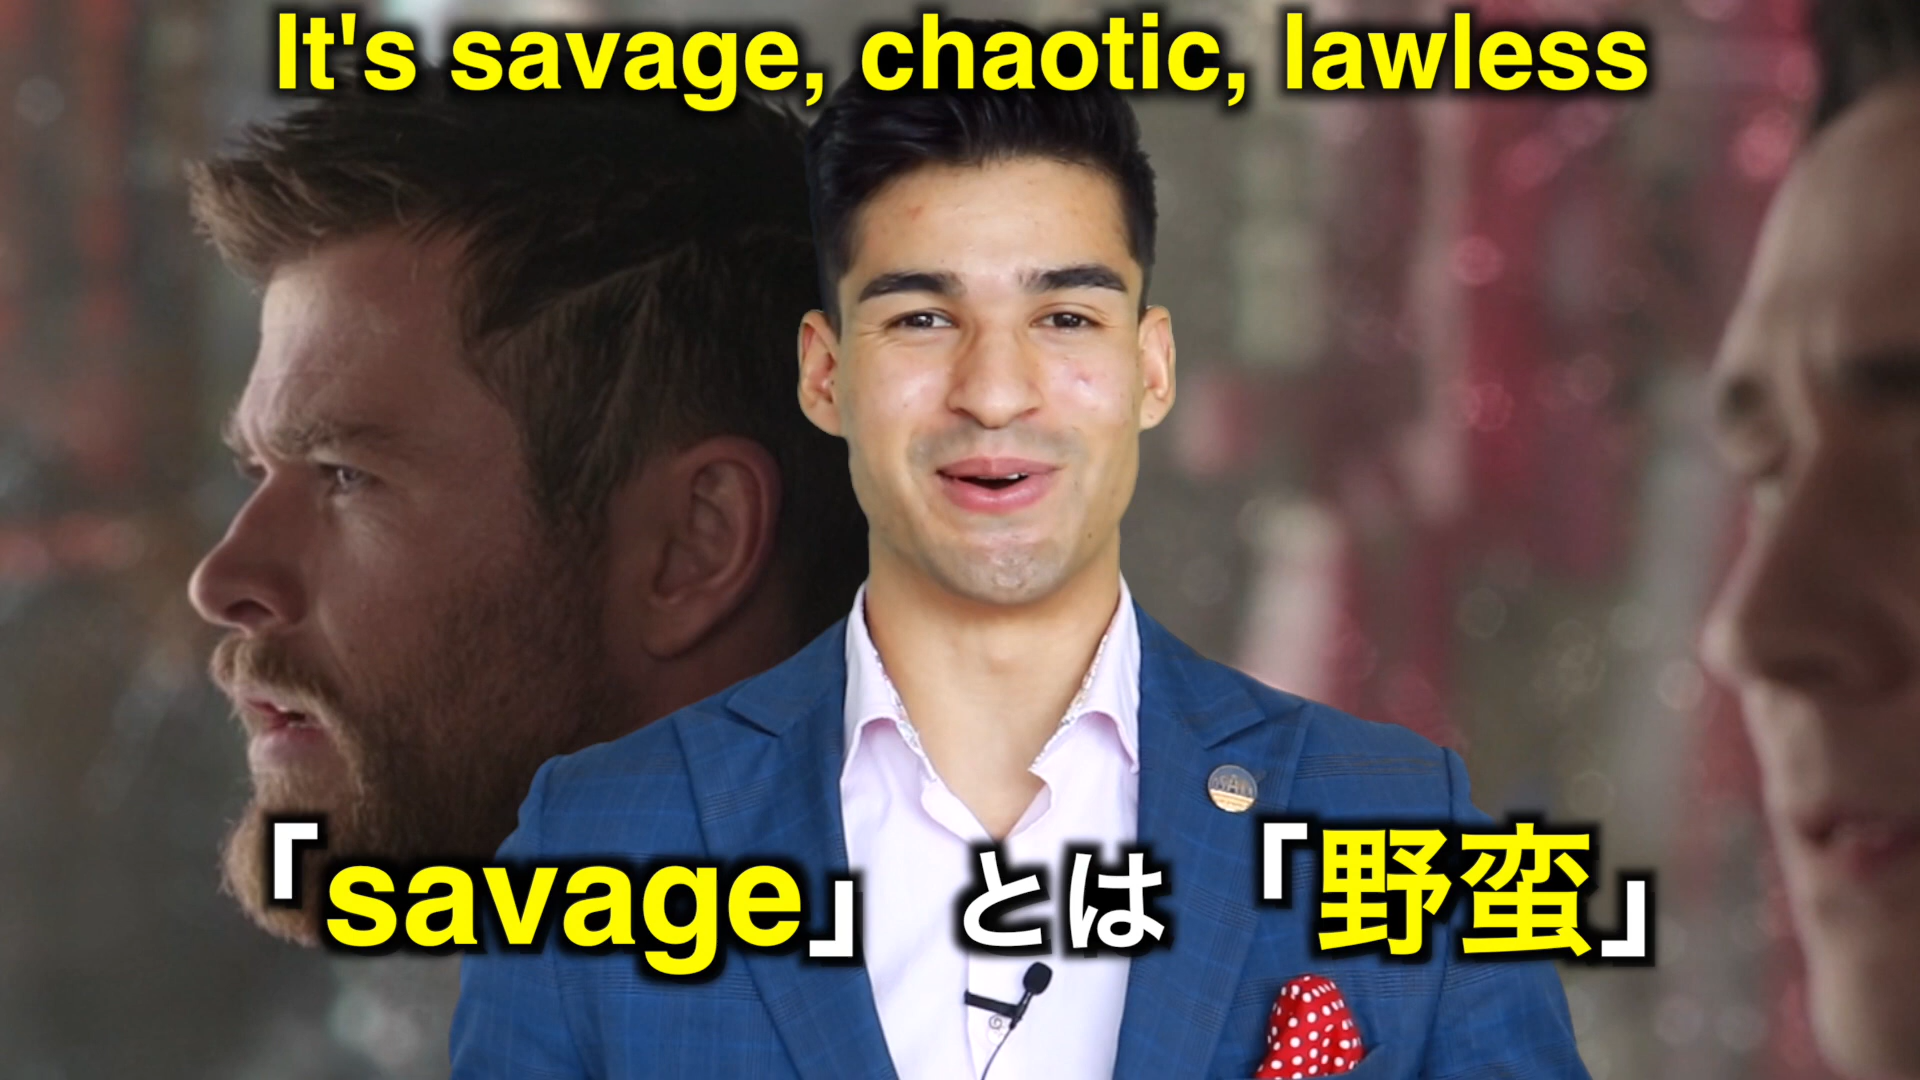 It's savage, chaotic, lawless
「savage」とは「野蛮」